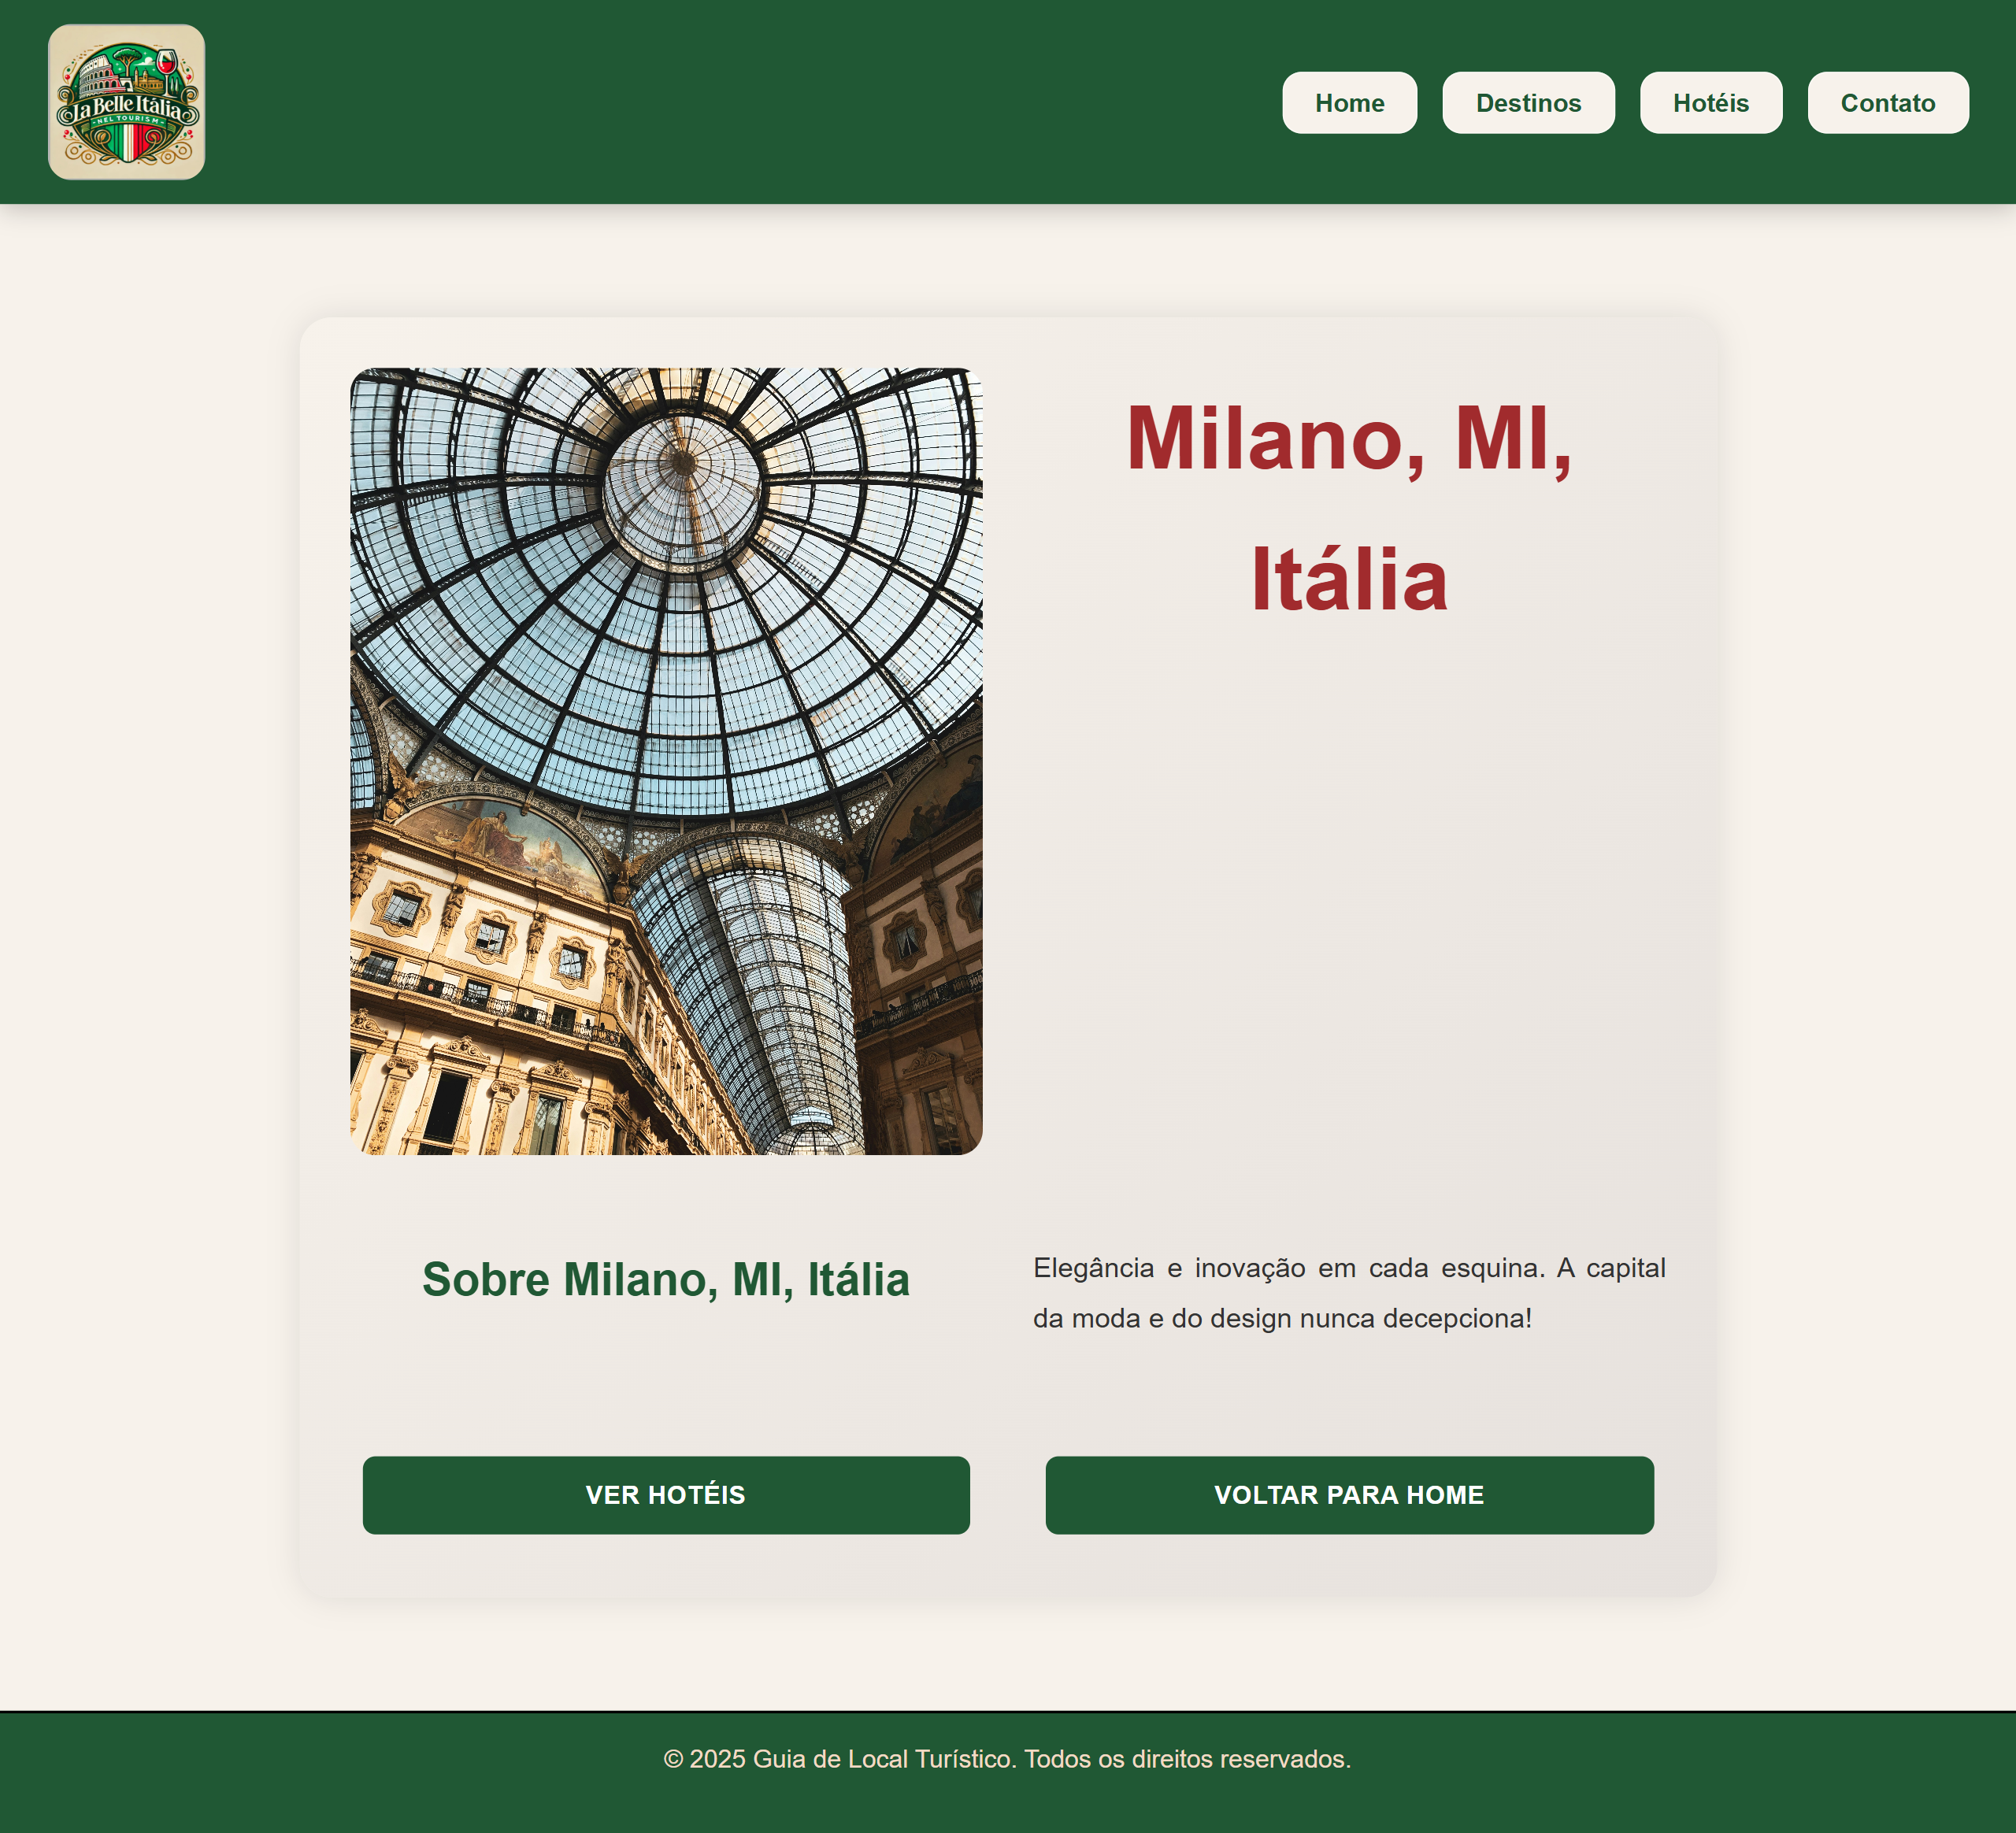 La Belle Itália
NEL TOURISM
Home
Destinos
Hotéis
Contato
Milano, MI,
Itália
Sobre Milano, MI, Itália
Elegância e inovação em cada esquina. A capital
da moda e do design nunca decepciona!
VER HOTÉIS
VOLTAR PARA HOME
© 2025 Guia de Local Turístico. Todos os direitos reservados.